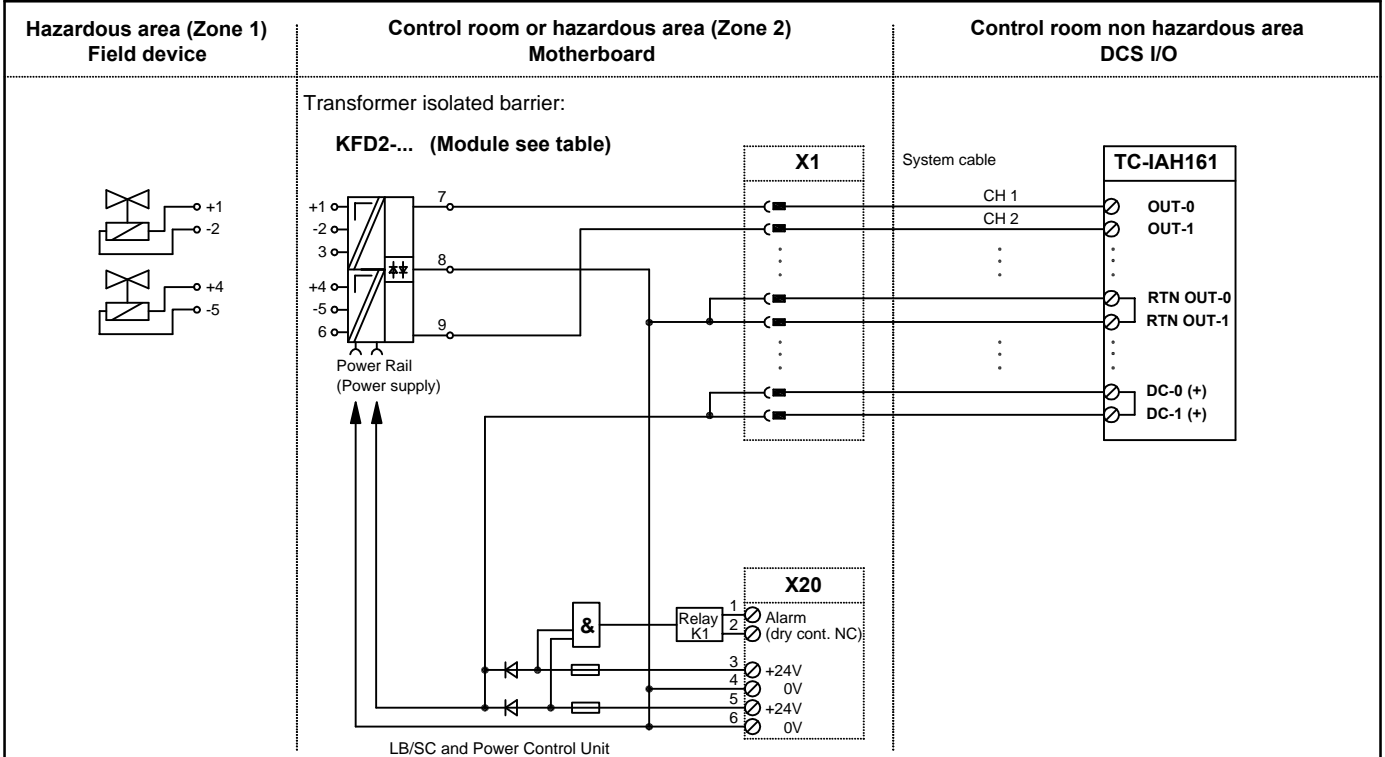 Hazardous area (Zone 1)
Field device
Control room or hazardous area (Zone 2)
Motherboard
Control room non hazardous area
DCS I/O
Transformer isolated barrier:
KFD2-... (Module see table)
X1
System cable
TC-IAH161
+1
-2
+4
-5
+1
-2
3
+4
-5
6
7
8
9
CH 1
CH 2
OUT-0
OUT-1
RTN OUT-0
RTN OUT-1
DC-0 (+)
DC-1 (+)
Power Rail
(Power supply)
X20
&
Relay
K1
1
2
3
4
5
6
Alarm
(dry cont. NC)
+24V
0V
+24V
0V
LB/SC and Power Control Unit